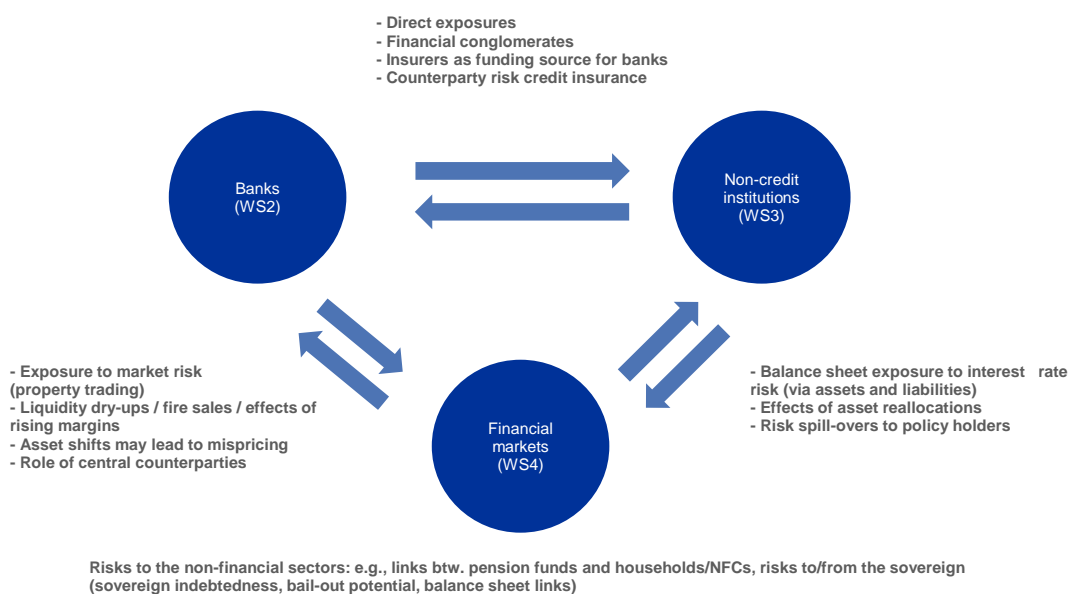 - Direct exposures
- Financial conglomerates
- Insurers as funding source for banks
- Counterparty risk credit insurance
Banks
(WS2)
Non-credit
institutions
(WS3)
- Exposure to market risk
(property trading)
- Liquidity dry-ups / fire sales / effects of
rising margins
- Asset shifts may lead to mispricing
- Role of central counterparties
Financial
markets
(WS4)
- Balance sheet exposure to interest rate
risk (via assets and liabilities)
- Effects of asset reallocations
- Risk spill-overs to policy holders
Risks to the non-financial sectors: e.g., links btw. pension funds and households/NFCs, risks to/from the sovereign
(sovereign indebtedness, bail-out potential, balance sheet links)